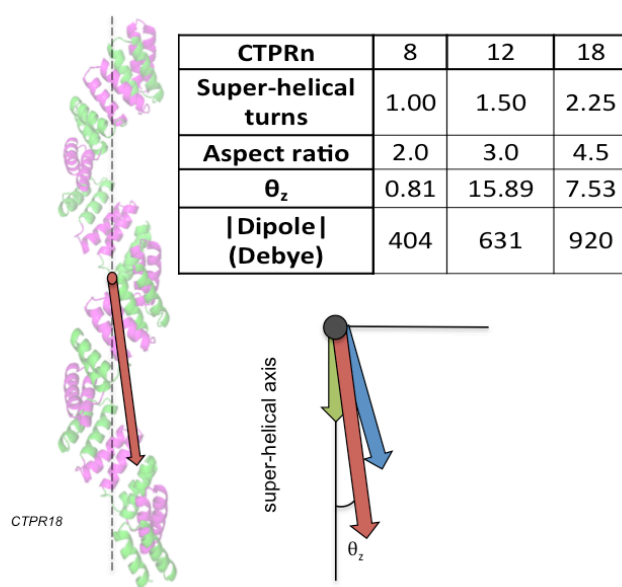 CTPRn 8 12 18
Super-helical turns 1.00 1.50 2.25
Aspect ratio 2.0 3.0 4.5
θz 0.81 15.89 7.53
|Dipole| (Debye) 404 631 920
super-helical axis
θz
CTPR18